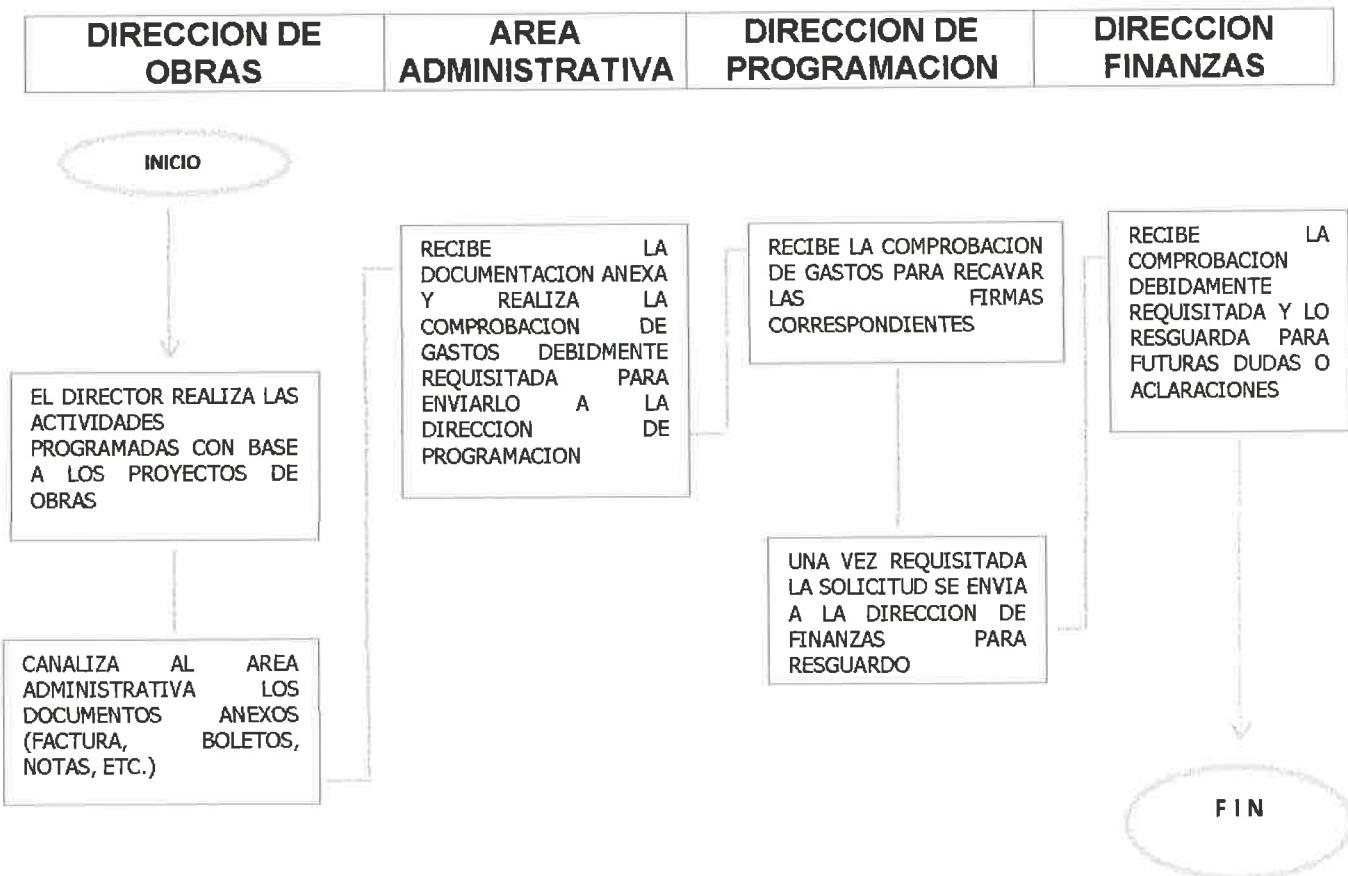 DIRECCION DE
OBRAS
AREA
ADMINISTRATIVA
DIRECCION DE
PROGRAMACION
DIRECCION
FINANZAS
INICIO
EL DIRECTOR REALIZA LAS
ACTIVIDADES
PROGRAMADAS CON BASE
A LOS PROYECTOS DE
OBRAS
CANALIZA AL AREA
ADMINISTRATIVA LOS
DOCUMENTOS ANEXOS
(FACTURA, BOLETOS,
NOTAS, ETC.)
RECIBE LA
DOCUMENTACION ANEXA
Y REALIZA LA
COMPROBACION DE
GASTOS DEBIDMENTE
REQUISITADA PARA
ENVIARLO A LA
DIRECCION DE
PROGRAMACION
RECIBE LA COMPROBACION
DE GASTOS PARA RECAVAR
LAS FIRMAS
CORRESPONDIENTES
UNA VEZ REQUISITADA
LA SOLICITUD SE ENVIA
A LA DIRECCION DE
FINANZAS PARA
RESGUARDO
RECIBE LA
COMPROBACION
DEBIDAMENTE
REQUISITADA Y LO
RESGUARDA PARA
FUTURAS DUDAS O
ACLARACIONES
F I N